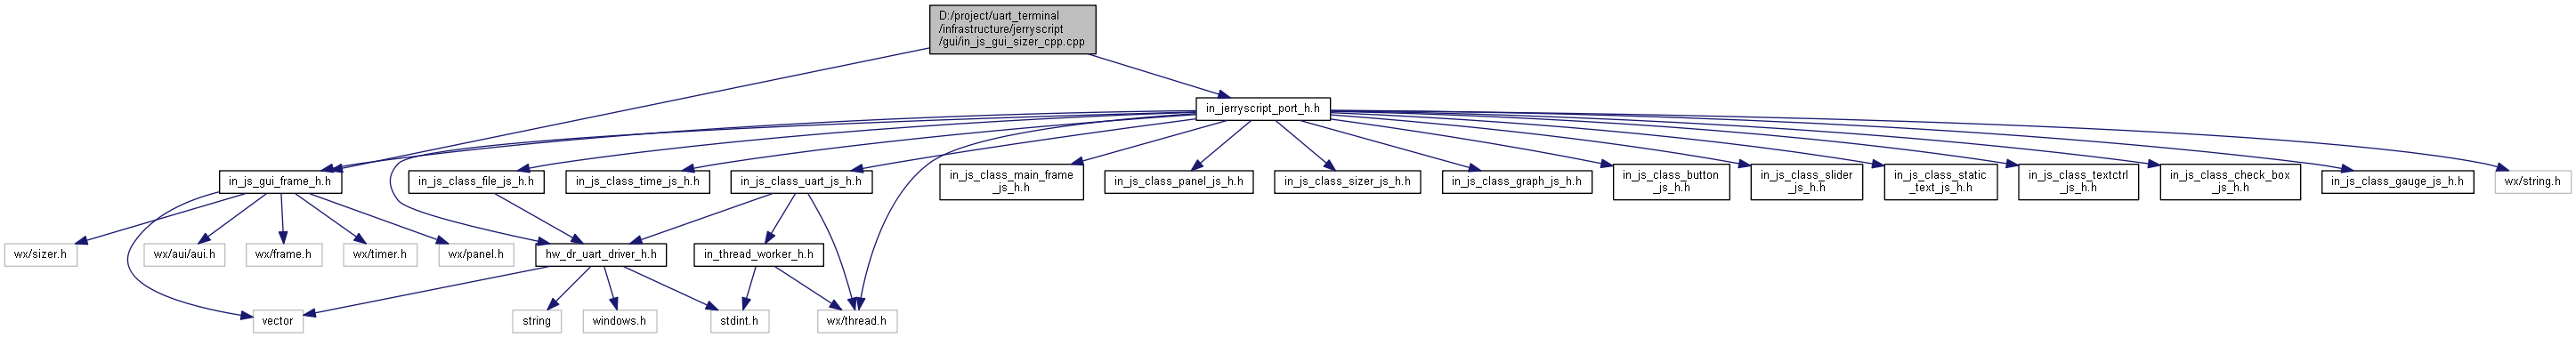 D:/project/uart_terminal
/infrastructure/jerryscript
/gui/in_js_gui_sizer_cpp.cpp
in_jerryscript_port_h.h
in_js_gui_frame_h.h
in_js_class_file_js_h.h
in_js_class_time_js_h.h
in_js_class_uart_js_h.h
in_js_class_main_frame
_js_h.h
in_js_class_panel_js_h.h
in_js_class_sizer_js_h.h
in_js_class_graph_js_h.h
in_js_class_button
_js_h.h
in_js_class_slider
_js_h.h
in_js_class_static
_text_js_h.h
in_js_class_textctrl
_js_h.h
in_js_class_check_box
_js_h.h
in_js_class_gauge_js_h.h
wx/string.h
wx/sizer.h
wx/aui/aui.h
wx/frame.h
wx/timer.h
wx/panel.h
hw_dr_uart_driver_h.h
in_thread_worker_h.h
vector
string
windows.h
stdint.h
wx/thread.h